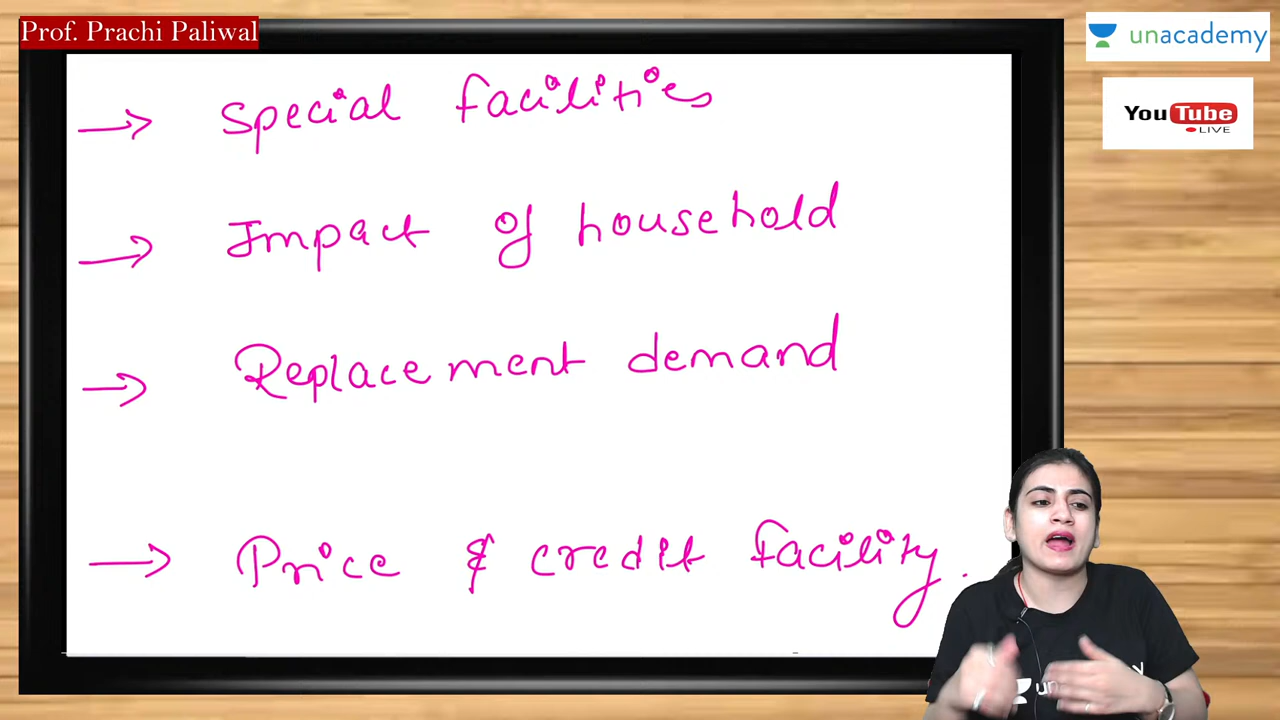 Prof. Prachi Paliwal
unacademy
YouTube
LIVE
→ Special facilities
→ Impact of household
→ Replacement demand
→ Price & credit facility.